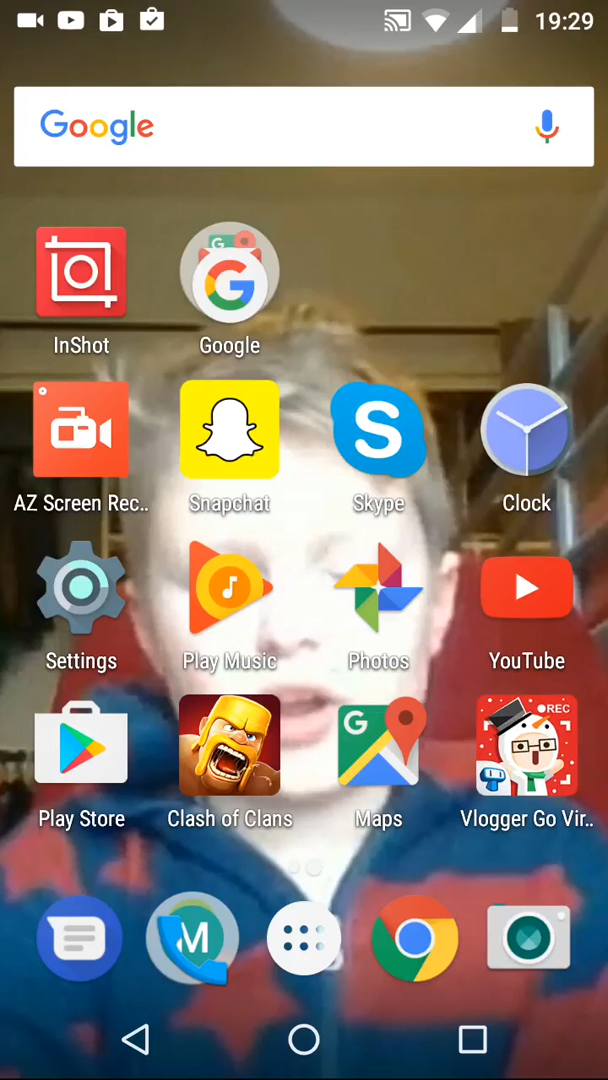 19:29
Google
InShot
Google
AZ Screen Rec..
Snapchat
Skype
Clock
Settings
Play Music
Photos
YouTube
REC
G
Play Store
Clash of Clans
Maps
Vlogger Go Vir..
M